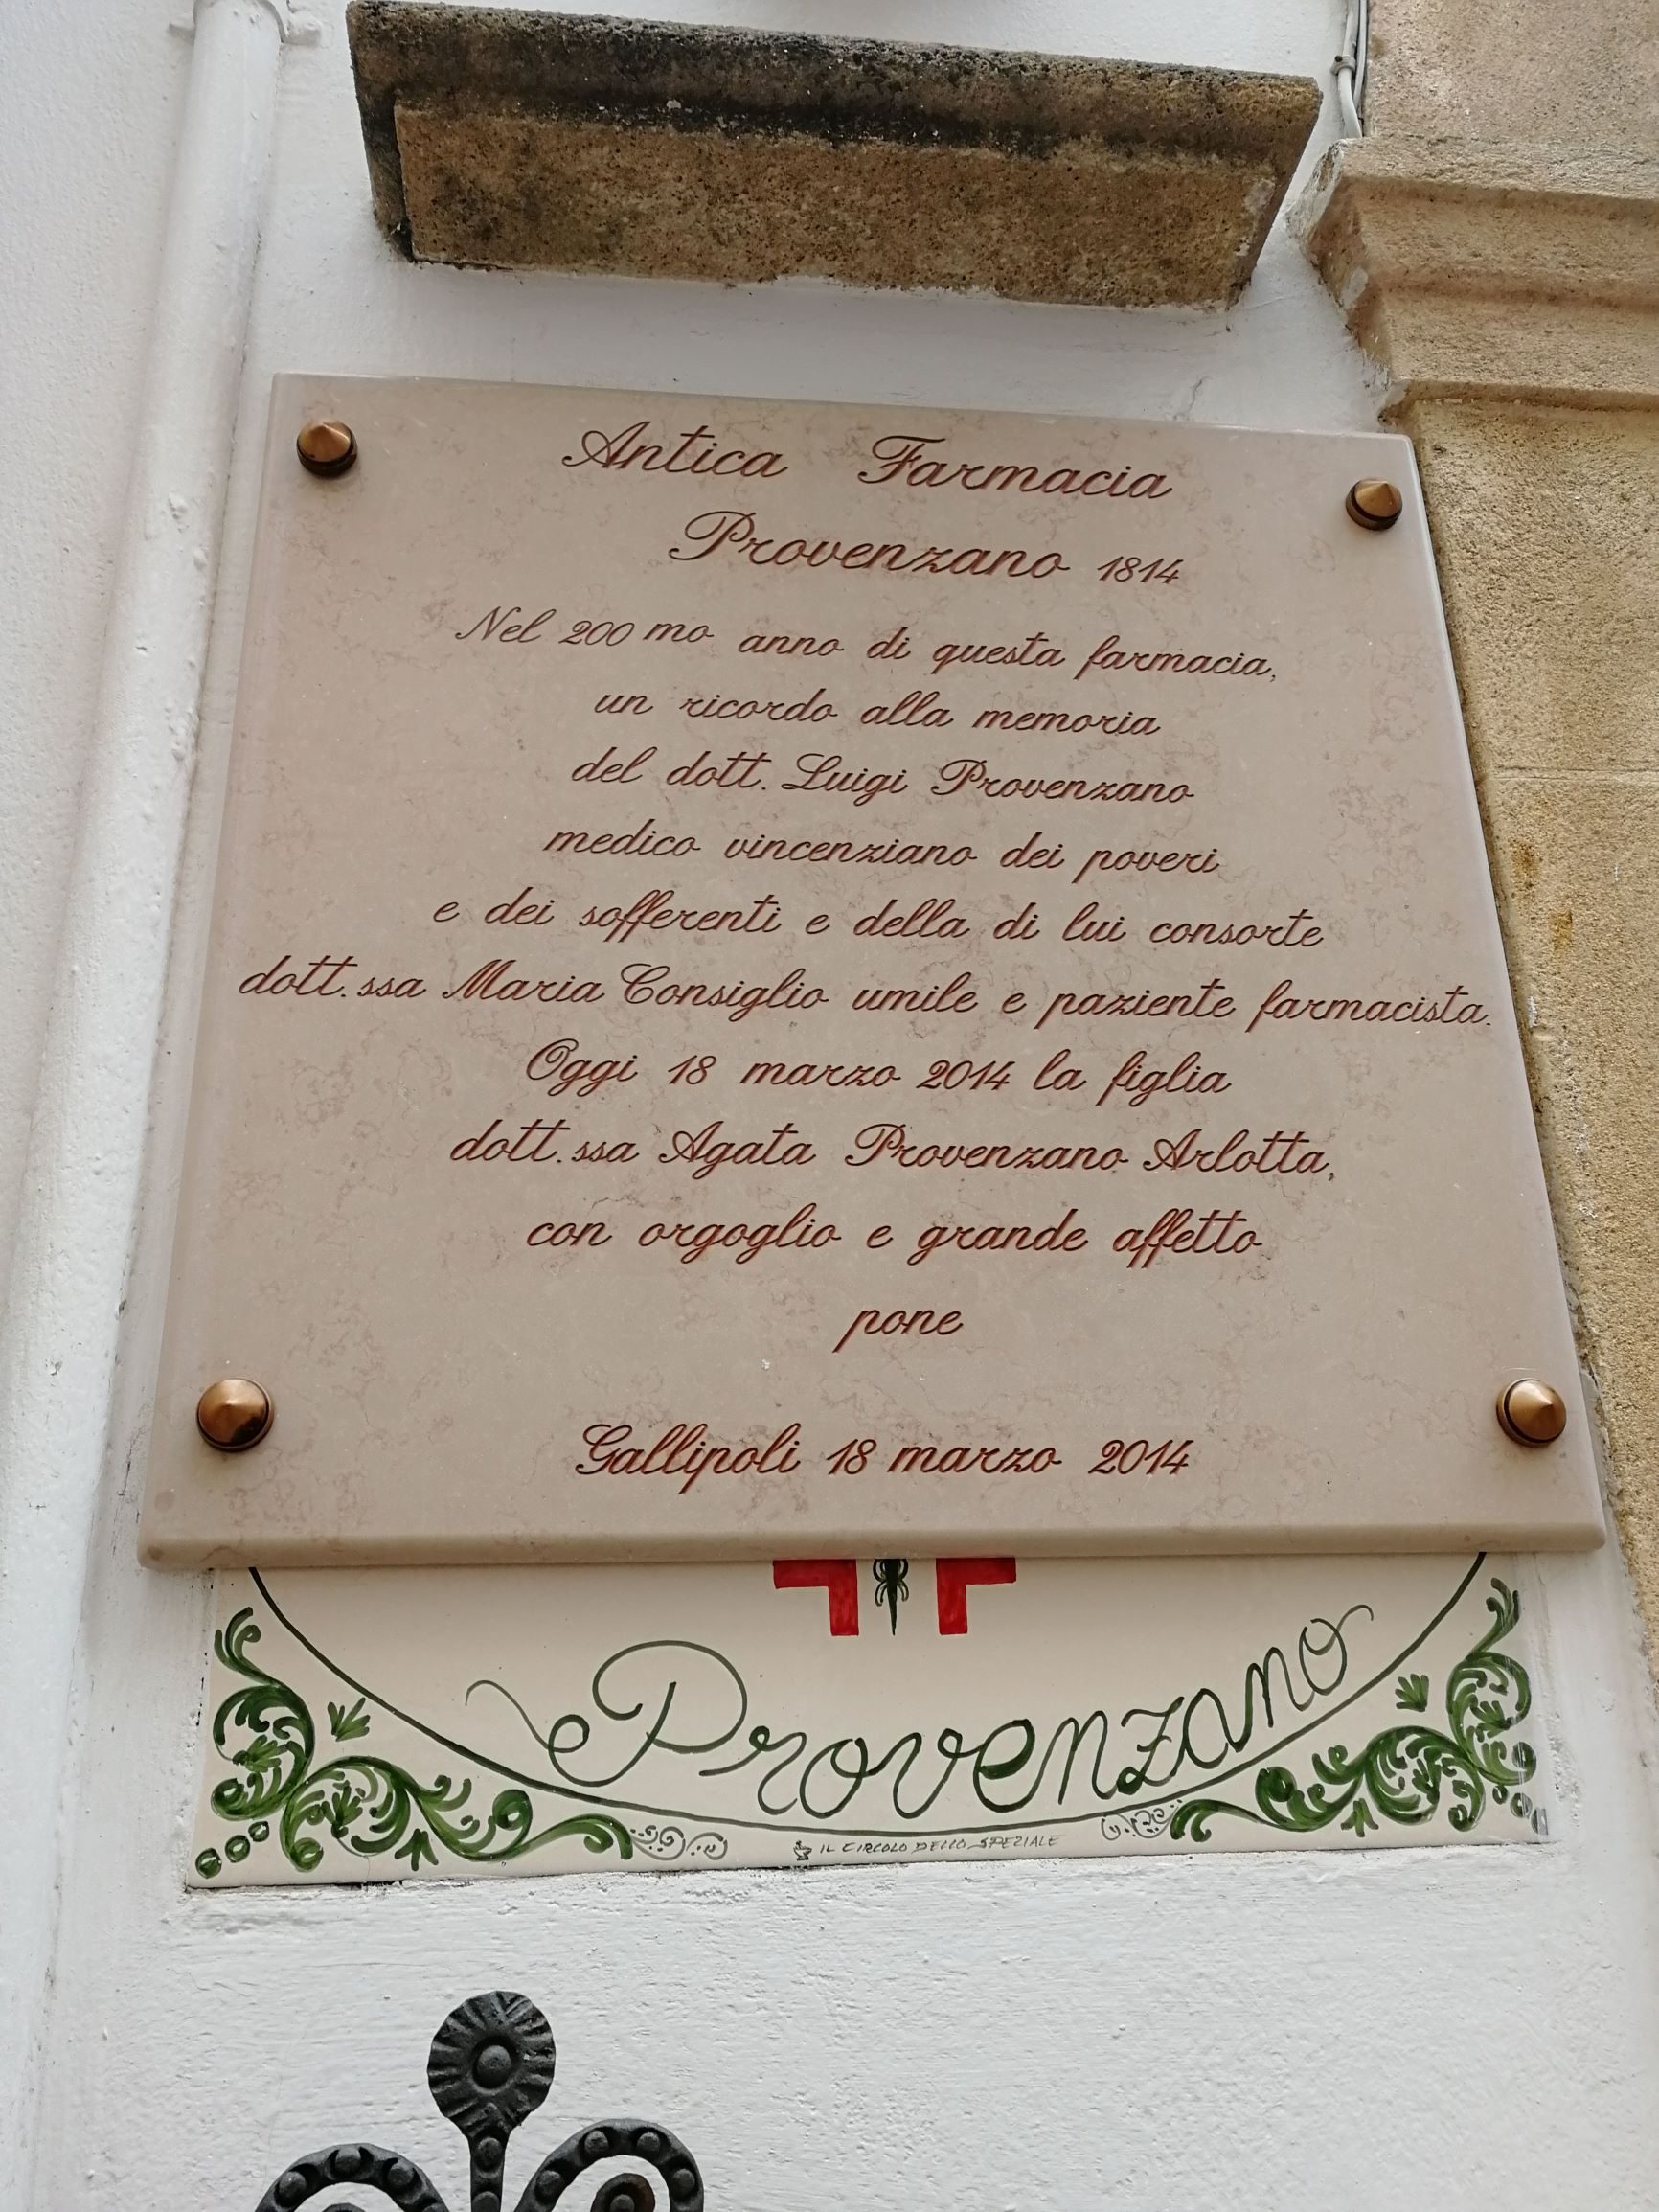 Antica Farmacia
Provenzano 1814
Nel 200 mo anno di questa farmacia,
un ricordo alla memoria
del dott. Luigi Provenzano
medico vincenziano dei poveri
e dei sofferenti e della di lui consorte
dott.ssa Maria Consiglio umile e paziente farmacista.
Oggi 18 marzo 2014 la figlia
dott.ssa Agata Provenzano Arlotta,
con orgoglio e grande affetto
pone
Gallipoli 18 marzo 2014
Provenzano
IL CIRCOLO DELLO SPEZIALE